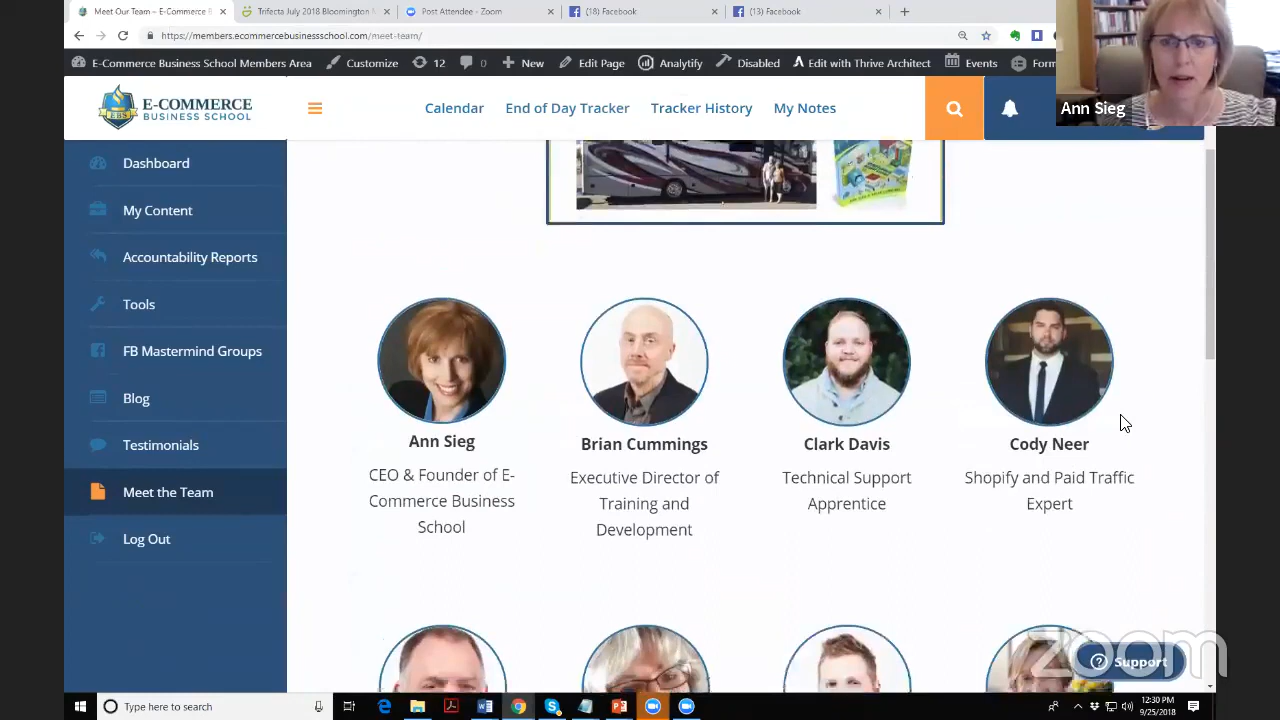 Meet Our Team – E-Commerce B
Trifecta July 2018 Bloomington M
Post Attendee - Zoom
(18) Facebook
(13) Facebook
https://members.ecommercebusinessschool.com/meet-team/
E-Commerce Business School Members Area
Customize
12
0
New
Edit Page
Analytify
Disabled
Edit with Thrive Architect
Events
Form
Ann Sieg
E-COMMERCE
BUSINESS SCHOOL
EBS
Calendar
End of Day Tracker
Tracker History
My Notes
Dashboard
My Content
Accountability Reports
Tools
FB Mastermind Groups
Blog
Testimonials
Meet the Team
Log Out
Ann Sieg
CEO & Founder of E-
Commerce Business
School
Brian Cummings
Executive Director of
Training and
Development
Clark Davis
Technical Support
Apprentice
Cody Neer
Shopify and Paid Traffic
Expert
zoom
Support
Type here to search
12:30 PM
9/25/2018